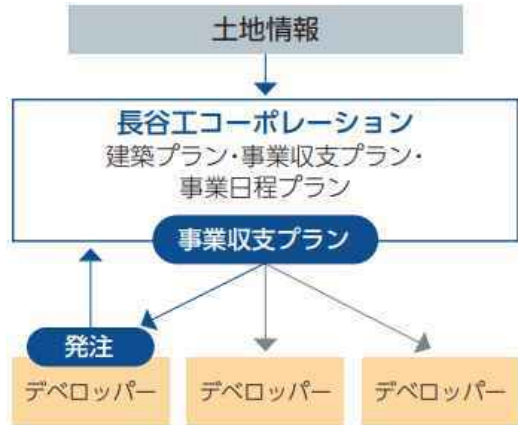 土地情報
長谷工コーポレーション
建築プラン・事業収支プラン・
事業日程プラン
事業収支プラン
発注
デベロッパー
デベロッパー
デベロッパー